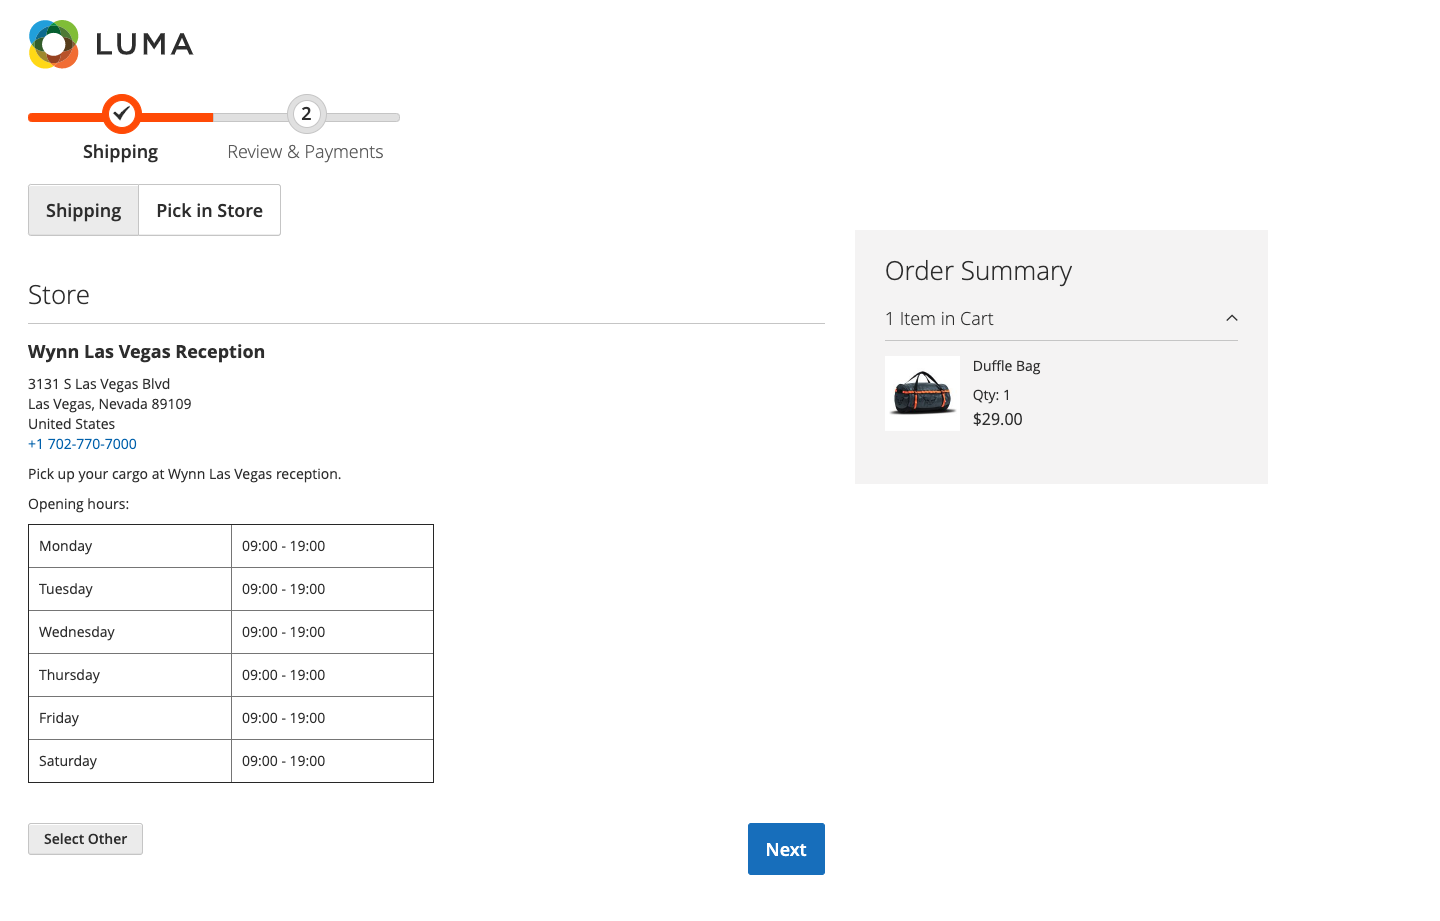 LUMA
2
Shipping
Review & Payments
Shipping
Pick in Store
Store
Wynn Las Vegas Reception
3131 S Las Vegas Blvd
Las Vegas, Nevada 89109
United States
+1 702-770-7000
Pick up your cargo at Wynn Las Vegas reception.
Opening hours:
Monday 09:00 - 19:00
Tuesday 09:00 - 19:00
Wednesday 09:00 - 19:00
Thursday 09:00 - 19:00
Friday 09:00 - 19:00
Saturday 09:00 - 19:00
Select Other
Next
Order Summary
1 Item in Cart
Duffle Bag
Qty: 1
$29.00